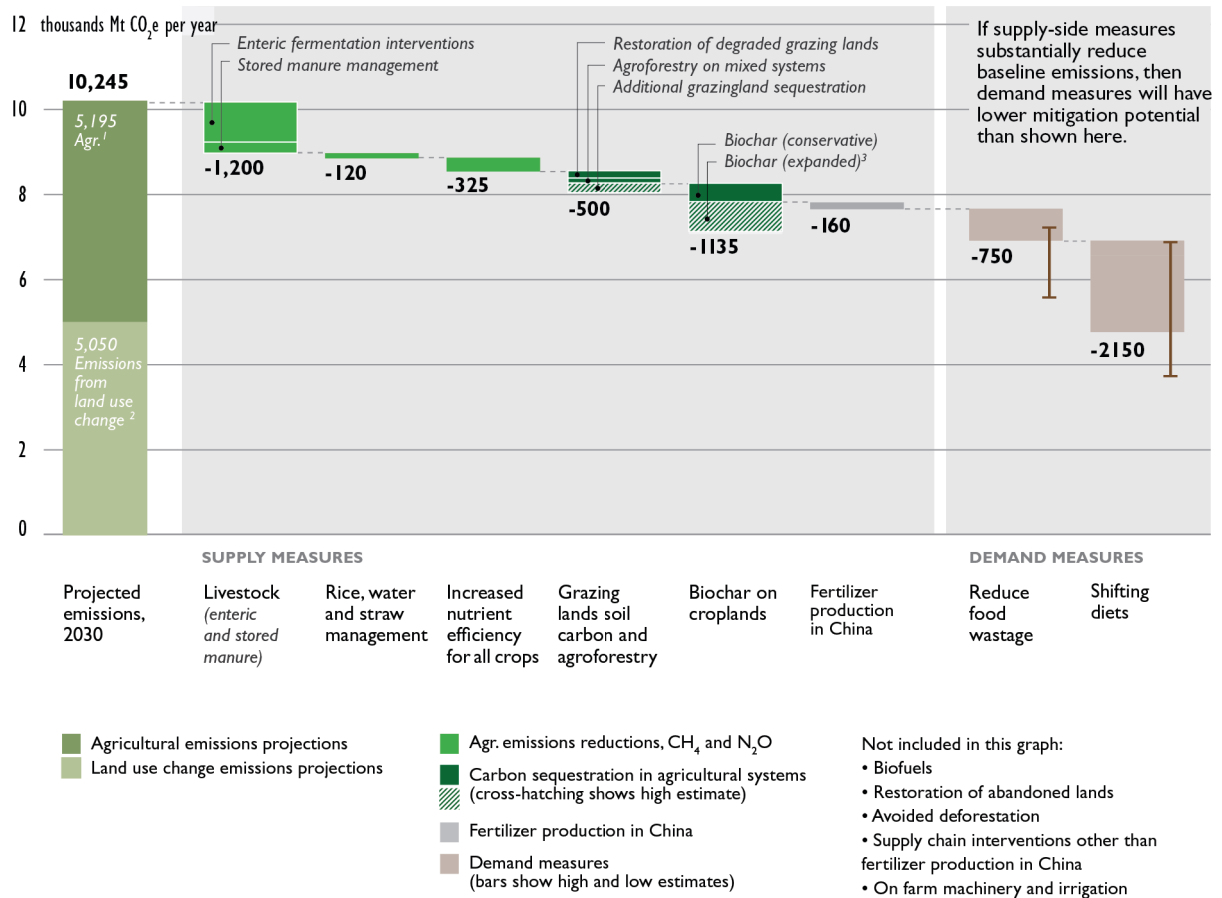 12 thousands Mt CO2e per year
10
8
6
4
2
0
10,245
5,195
Agr.1
5,050
Emissions
from
land use
change 2
Enteric fermentation interventions
Stored manure management
-1,200
-120
-325
Restoration of degraded grazing lands
Agroforestry on mixed systems
Additional grazingland sequestration
-500
Biochar (conservative)
Biochar (expanded)3
-1135
-160
If supply-side measures
substantially reduce
baseline emissions, then
demand measures will have
lower mitigation potential
than shown here.
-750
-2150
SUPPLY MEASURES
DEMAND MEASURES
Projected
emissions,
2030
Livestock
(enteric
and stored
manure)
Rice, water
and straw
management
Increased
nutrient
efficiency
for all crops
Grazing
lands soil
carbon and
agroforestry
Biochar on
croplands
Fertilizer
production
in China
Reduce
food
wastage
Shifting
diets
Agricultural emissions projections
Land use change emissions projections
Agr. emissions reductions, CH4 and N2O
Carbon sequestration in agricultural systems
(cross-hatching shows high estimate)
Fertilizer production in China
Demand measures
(bars show high and low estimates)
Not included in this graph:
• Biofuels
• Restoration of abandoned lands
• Avoided deforestation
• Supply chain interventions other than
fertilizer production in China
• On farm machinery and irrigation